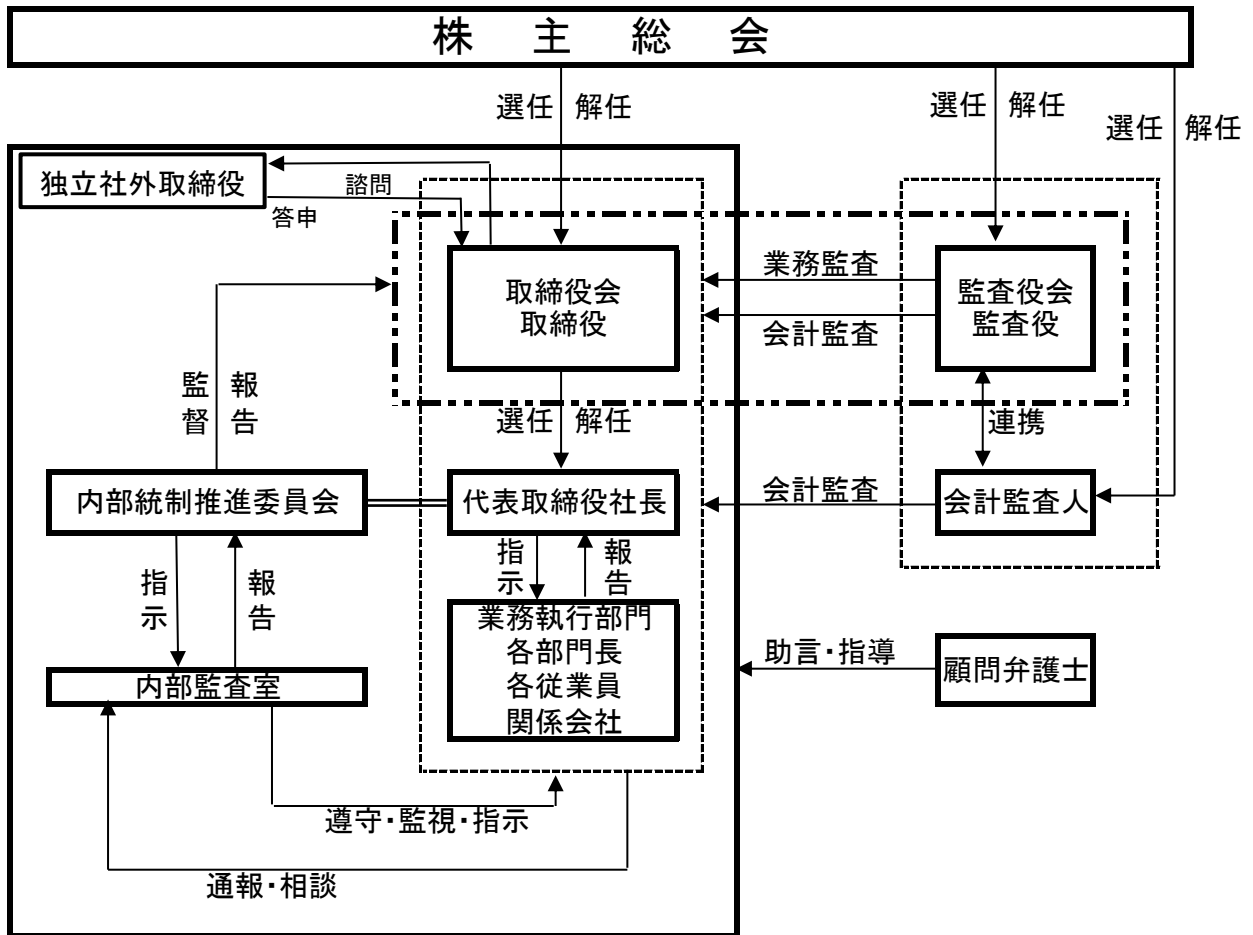 株 主 総 会
選任 解任
選任 解任
選任 解任
独立社外取締役
諮問
答申
取締役会
取締役
業務監査
会計監査
監査役会
監査役
監督
報告
選任 解任
連携
内部統制推進委員会
代表取締役社長
会計監査
会計監査人
指示
報告
指示
報告
業務執行部門
各部門長
各従業員
関係会社
助言・指導
顧問弁護士
内部監査室
遵守・監視・指示
通報・相談